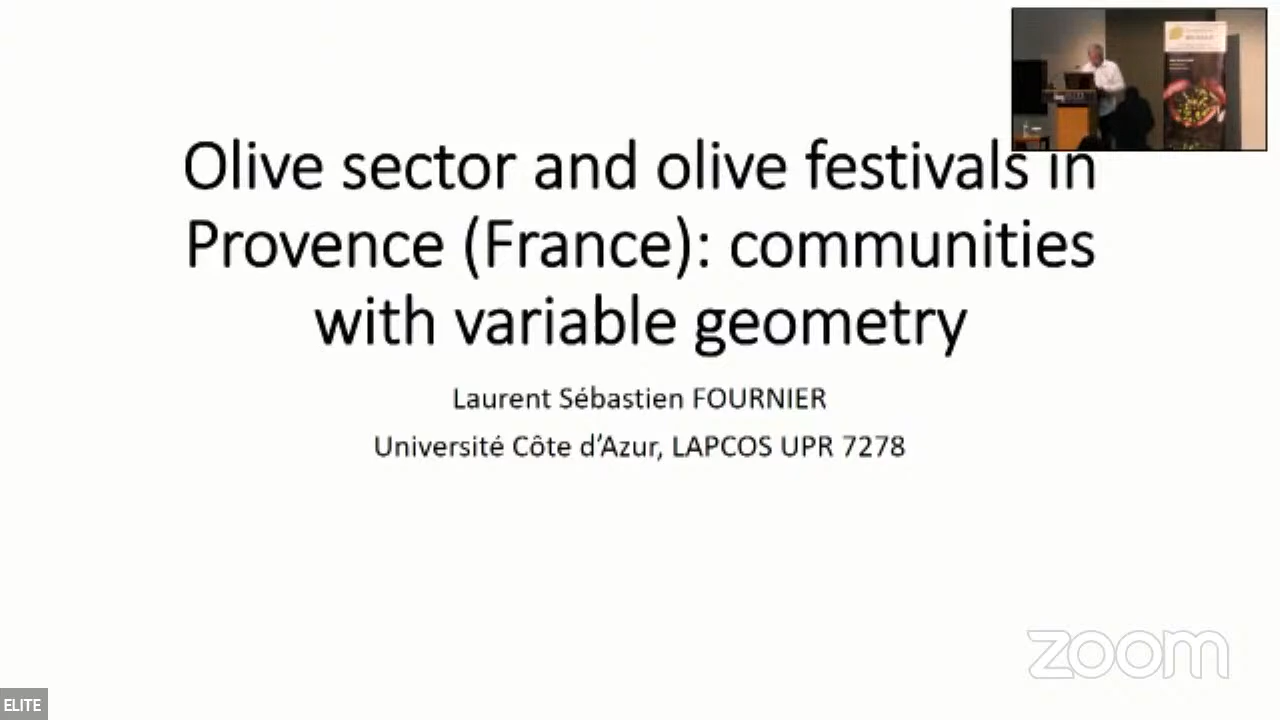 Olive sector and olive festivals in
Provence (France): communities
with variable geometry
Laurent Sébastien FOURNIER
Université Côte d'Azur, LAPCOS UPR 7278
zoom
ELITE